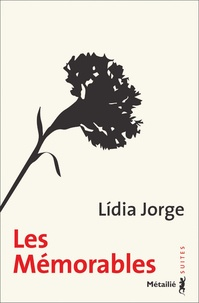 Lídia Jorge
Les
Mémorables
Métailié
SUITES